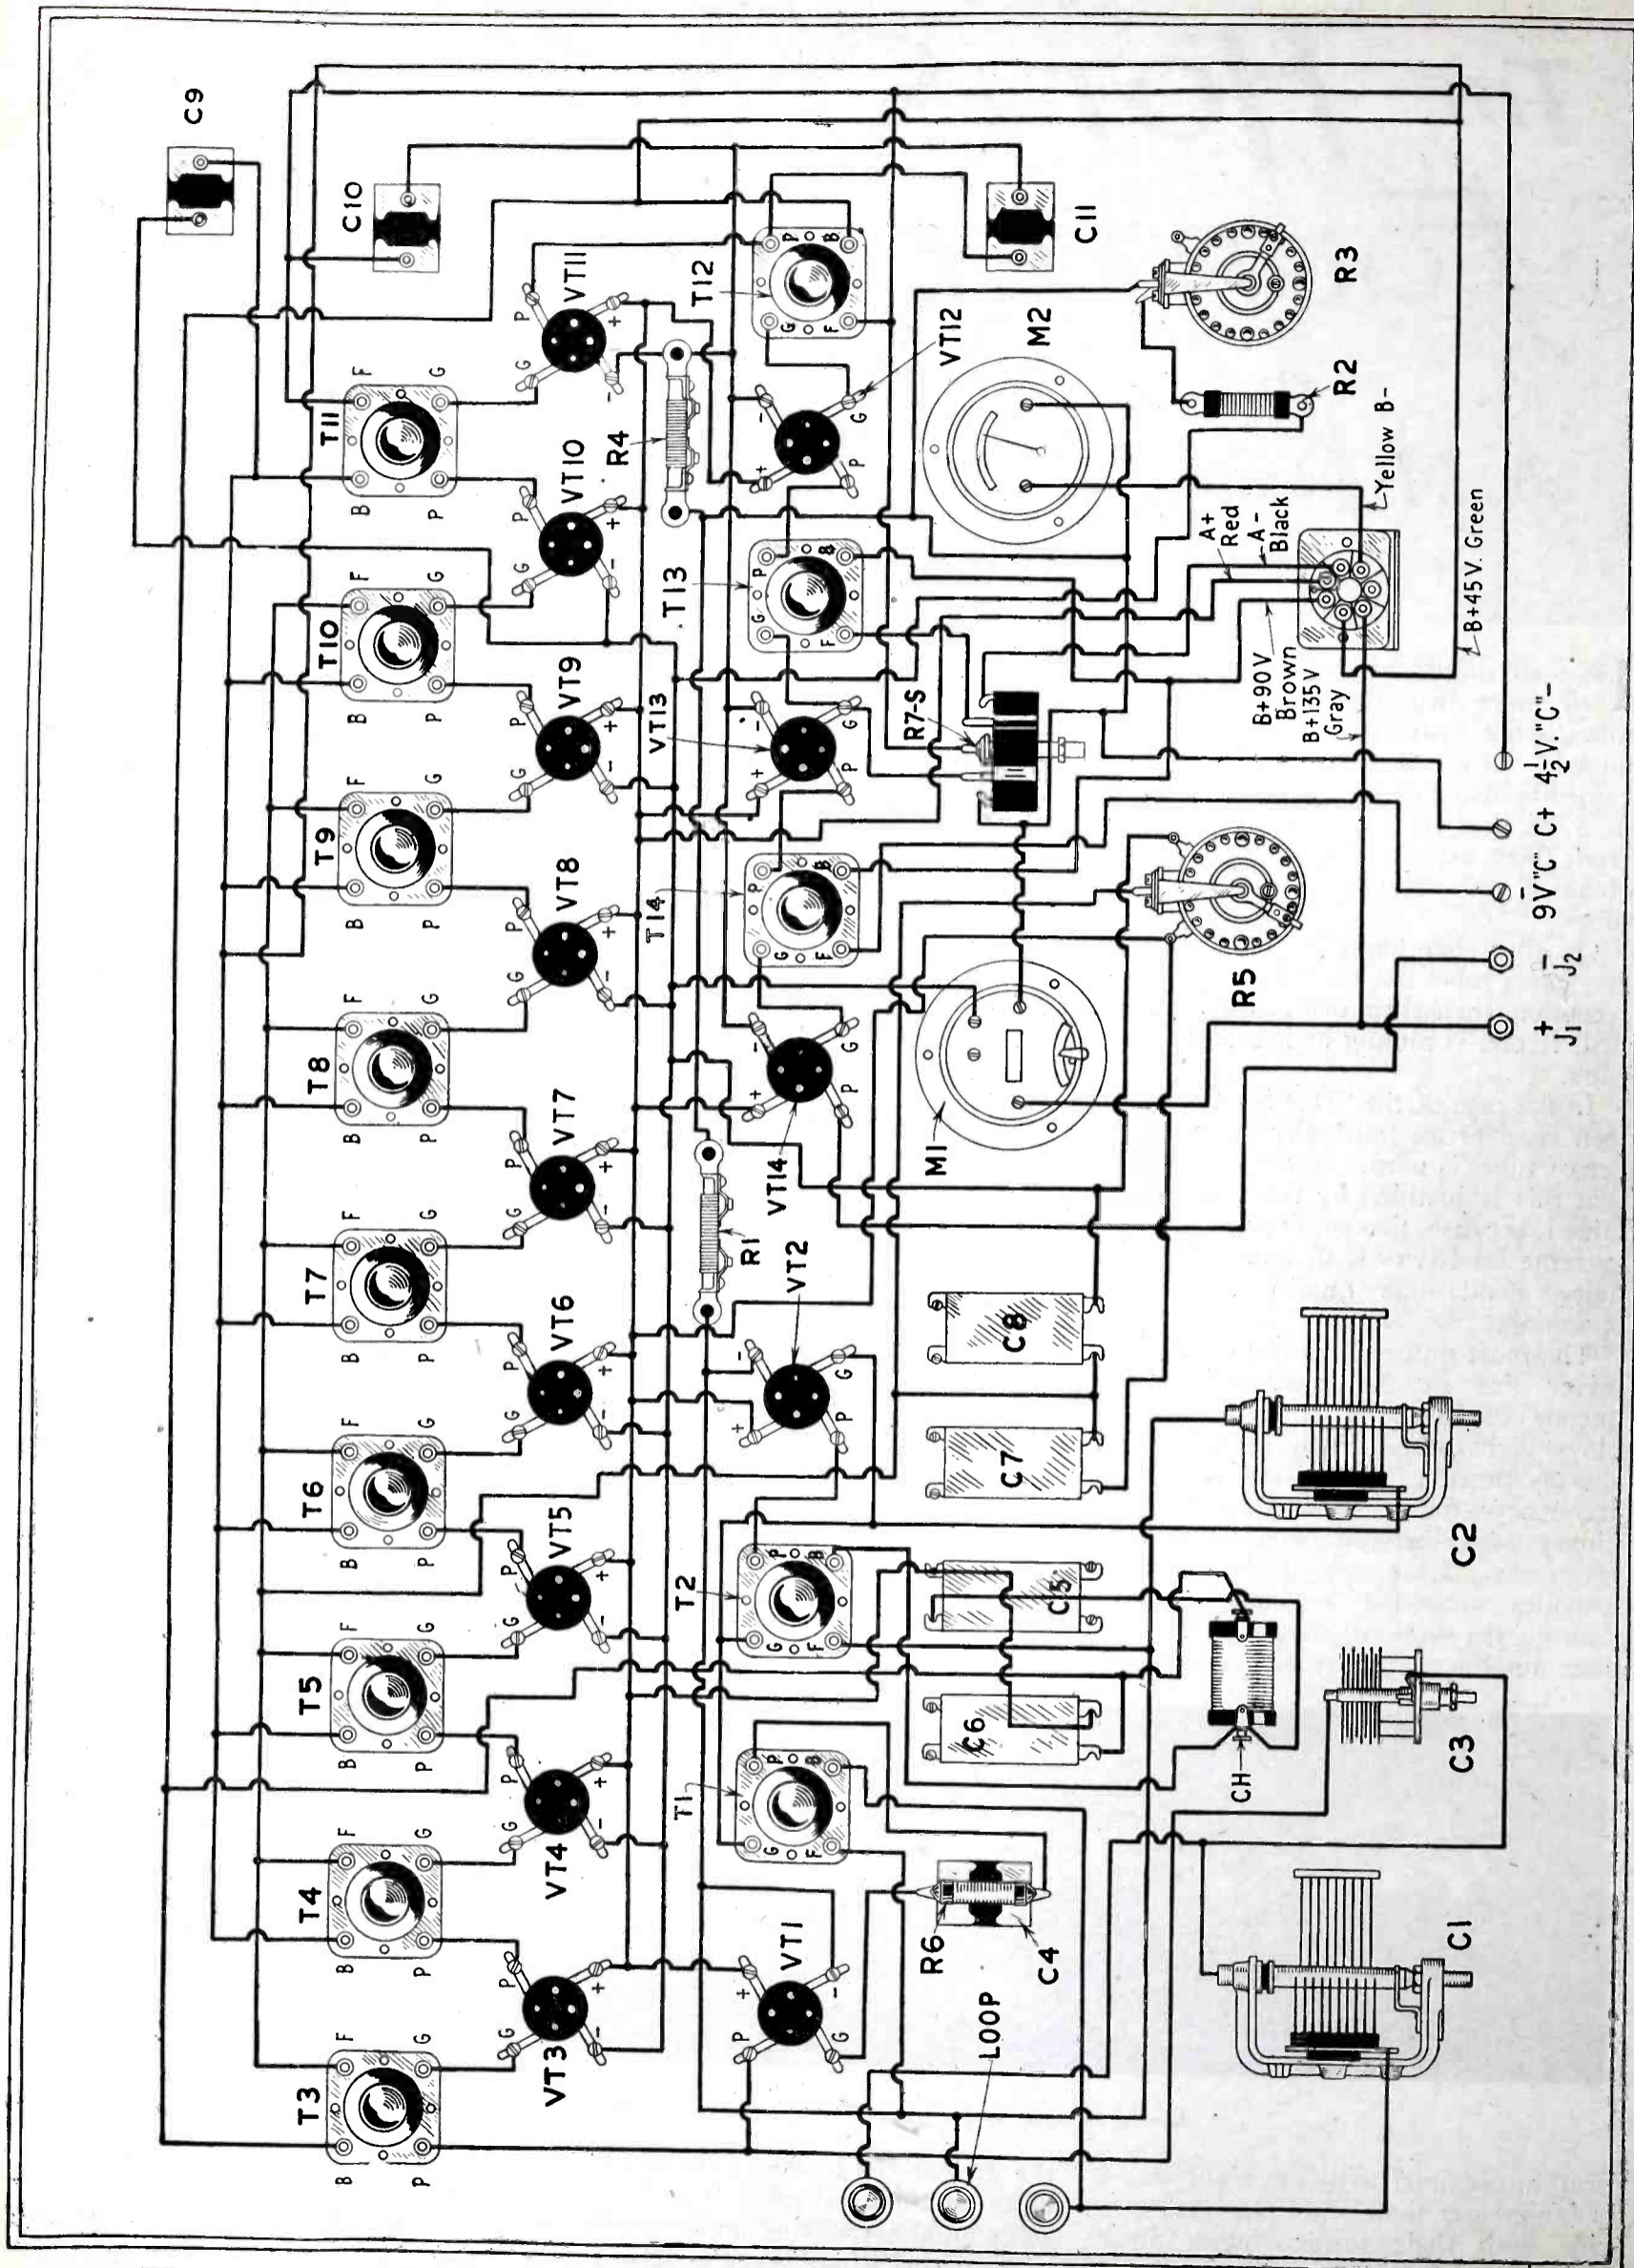 C9
C10
T11
T10
T9
T8
T7
T6
T5
T4
T3
B F
P G
B F
P G
B F
P G
B F
P G
B F
P G
B F
P G
B F
P G
B F
P G
B F
P G
VT3
VT4
VT5
VT6
VT7
VT8
VT9
VT10
VT11
G P
- +
G P
- +
G P
- +
G P
- +
G P
- +
G P
- +
G P
- +
G P
- +
G P
- +
R4
R1
VT1
P +
G -
T1
G P
F B
T2
G P
F B
VT2
+ -
P G
VT14
+ -
P G
T14
G P
F B
VT13
+ -
P G
T13
G P
F B
VT12
+ -
P G
T12
G P
F B
C11
R6
C4
LOOP
C6
C5
C7
C8
M1
R7-S
M2
R5
R2
R3
CH
C1
C3
C2
A+
Red
A-
Black
Yellow B-
B+90V
Brown
B+135V
Gray
B+45V. Green
+
J1
-
J2
9V"C"-
C+
4½V."C"-